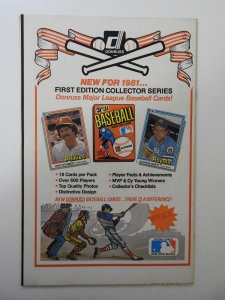 DONRUSS
NEW FOR 1981...
FIRST EDITION COLLECTOR SERIES
Donruss Major League Baseball Cards!
BASEBALL
Phillies
Royals
• 18 Cards per Pack
• Over 600 Players
• Top Quality Photos
• Distinctive Design
• Player Feats & Achievements
• MVP & Cy Young Winners
• Collector's Checklists
NEW DONRUSS BASEBALL CARDS... THERE IS A DIFFERENCE!